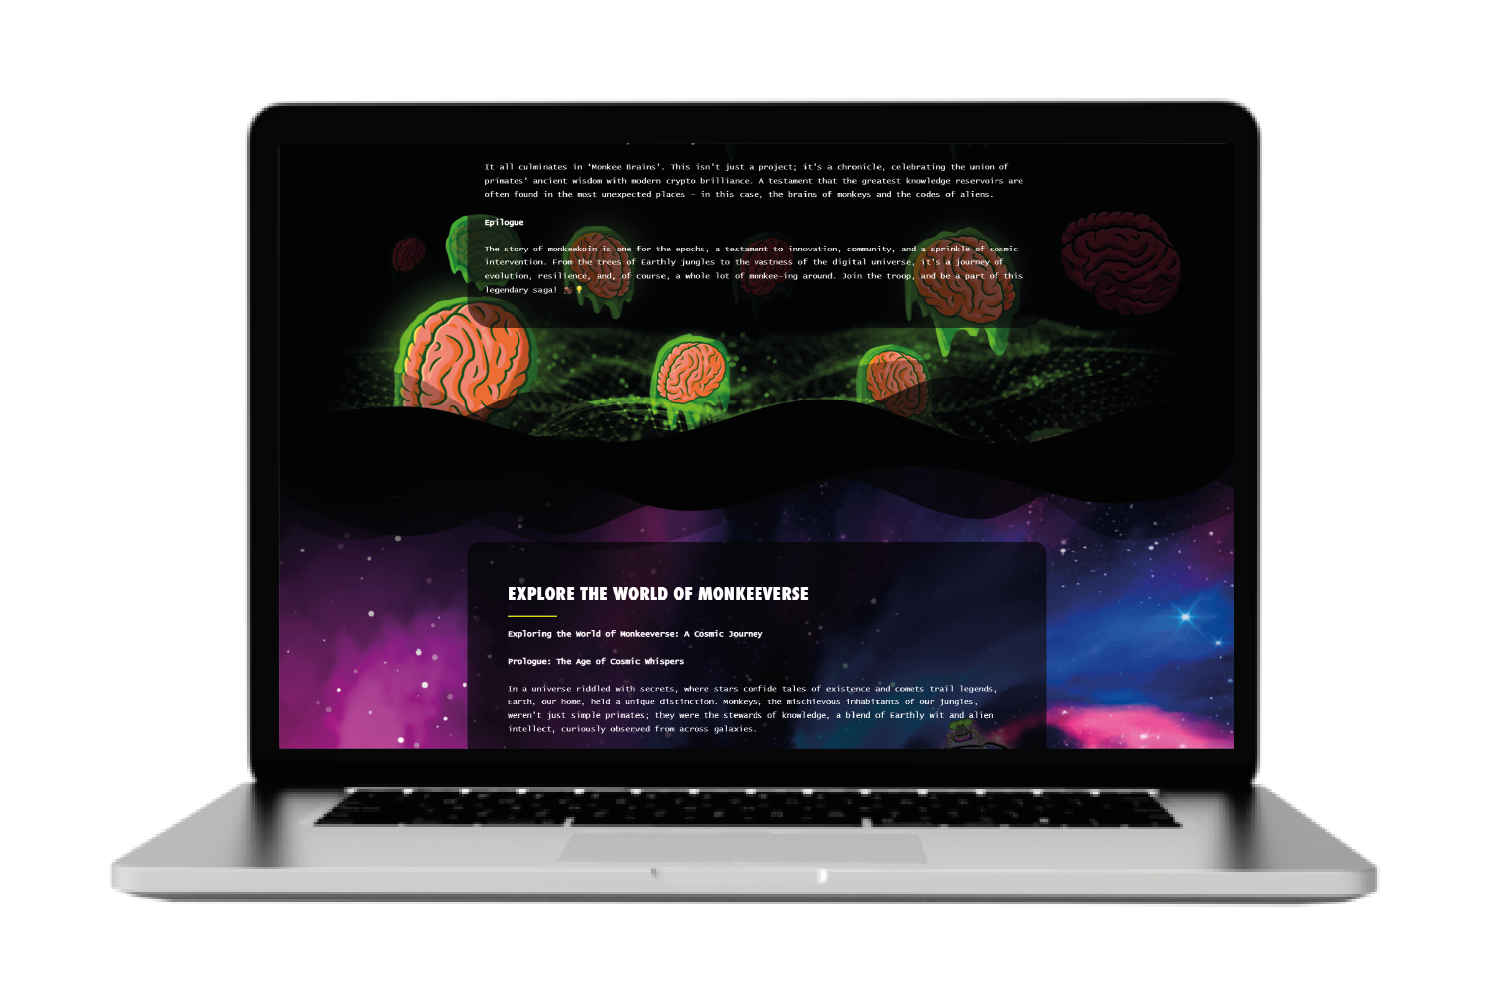 It all culminates in ‘Monkee Brains’. This isn’t just a project; it’s a chronicle, celebrating the union of
primates’ ancient wisdom with modern crypto brilliance. A testament that the greatest knowledge reservoirs are
often found in the most unexpected places – in this case, the brains of monkeys and the codes of aliens.
Epilogue
The story of monkeekoin is one for the epochs, a testament to innovation, community, and a sprinkle of cosmic
intervention. From the trees of Earthly jungles to the vastness of the digital universe, it’s a journey of
evolution, resilience, and, of course, a whole lot of monkee-ing around. Join the troop, and be a part of this
legendary saga! 🐒💡
EXPLORE THE WORLD OF MONKEEVERSE
Exploring the World of Monkeeverse: A Cosmic Journey
Prologue: The Age of Cosmic Whispers
In a universe riddled with secrets, where stars confide tales of existence and comets trail legends,
Earth, our home, held a unique distinction. Monkeys, the mischievous inhabitants of our jungles,
weren’t just simple primates; they were the stewards of knowledge, a blend of Earthly wit and alien
intellect, curiously observed from across galaxies.